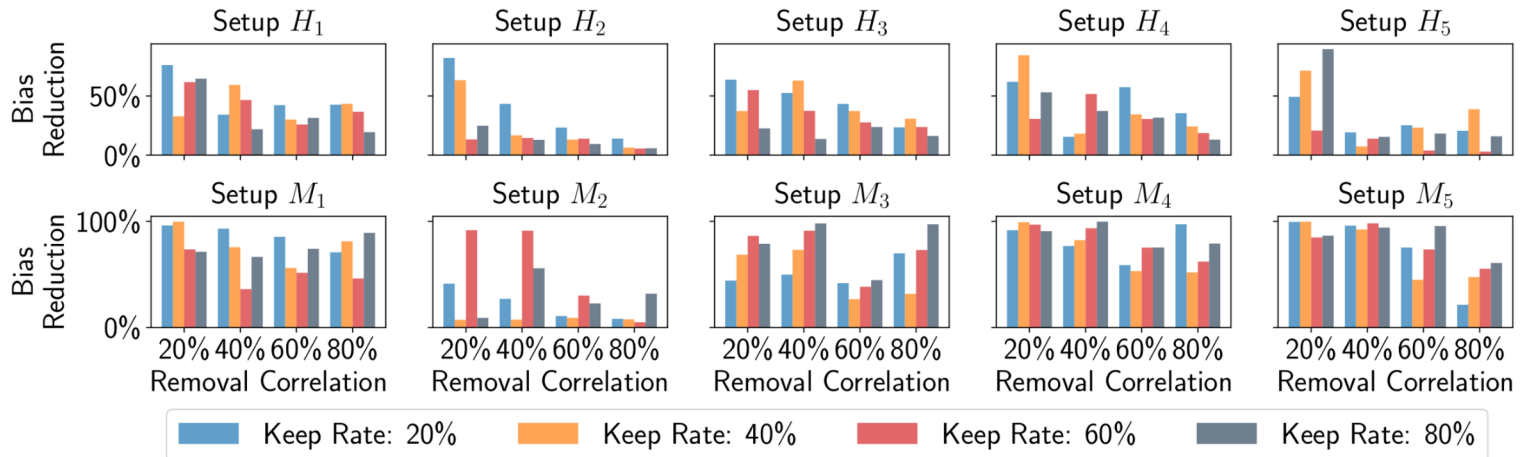 Setup H₁ Setup H₂ Setup H₃ Setup H₄ Setup H₅
Bias
Reduction
50%
0%
Setup M₁ Setup M₂ Setup M₃ Setup M₄ Setup M₅
Bias
Reduction
100%
0%
20% 40% 60% 80% 20% 40% 60% 80% 20% 40% 60% 80% 20% 40% 60% 80% 20% 40% 60% 80%
Removal Correlation Removal Correlation Removal Correlation Removal Correlation Removal Correlation
Keep Rate: 20% Keep Rate: 40% Keep Rate: 60% Keep Rate: 80%